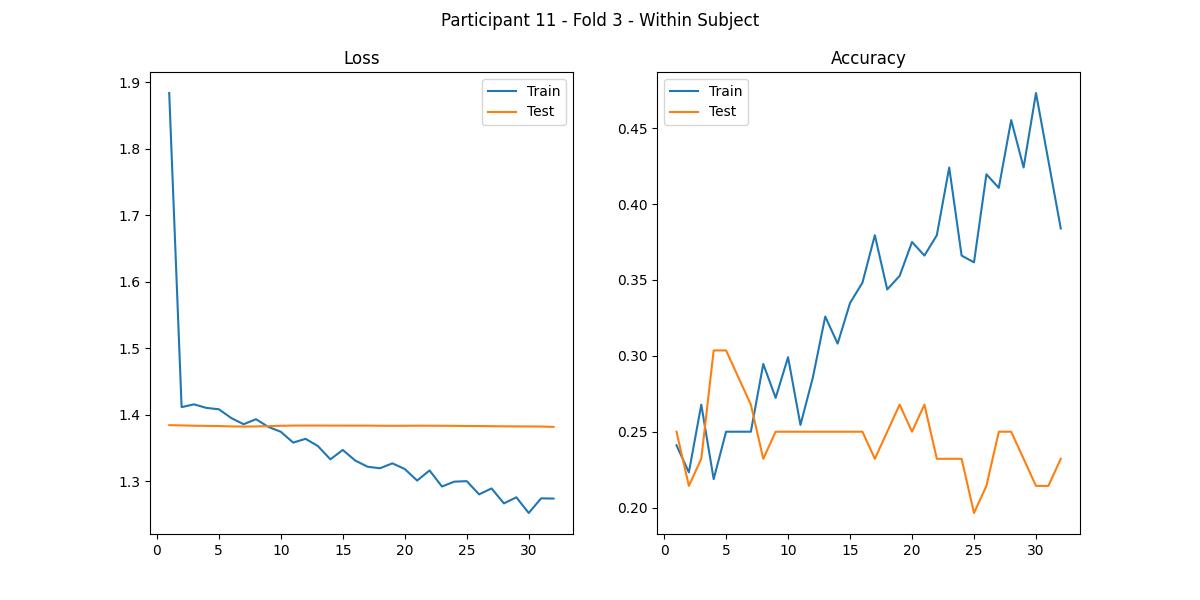 Participant 11 - Fold 3 - Within Subject
Loss
1.9
1.8
1.7
1.6
1.5
1.4
1.3
0 5 10 15 20 25 30
Train
Test
Accuracy
0.45
0.40
0.35
0.30
0.25
0.20
0 5 10 15 20 25 30
Train
Test